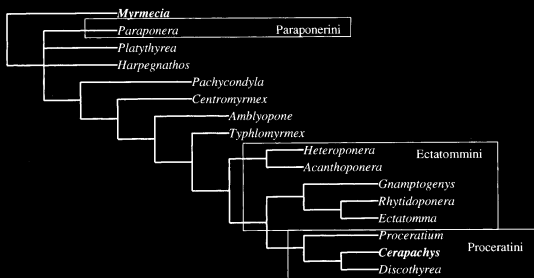 Myrmecia
Paraponera Paraponerini
Platythyrea
Harpegnathos
Pachycondyla
Centromyrmex
Amblyopone
Typhlomyrmex
Heteroponera Ectatommini
Acanthoponera
Gnamptogenys
Rhytidoponera
Ectatomma
Proceratium Proceratini
Cerapachys
Discothyrea